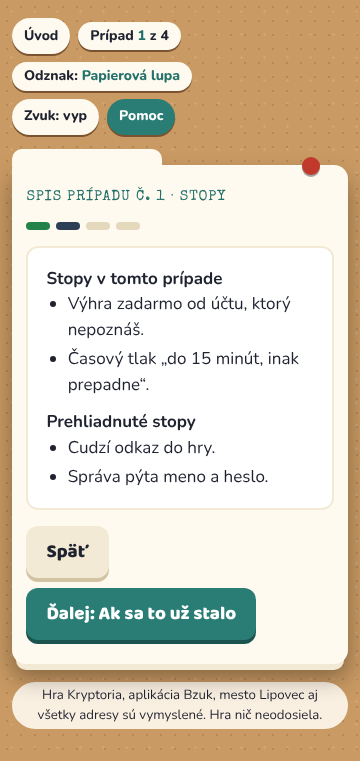 Úvod
Prípad 1 z 4
Odznak: Papierová lupa
Zvuk: vyp
Pomoc
SPIS PRÍPADU Č. 1 · STOPY
Stopy v tomto prípade
• Výhra zadarmo od účtu, ktorý
nepoznáš.
• Časový tlak „do 15 minút, inak
prepadne“.
Prehliadnuté stopy
• Cudzí odkaz do hry.
• Správa pýta meno a heslo.
Späť
Ďalej: Ak sa to už stalo
Hra Kryptoria, aplikácia Bzuk, mesto Lipovec aj
všetky adresy sú vymyslené. Hra nič neodosiela.